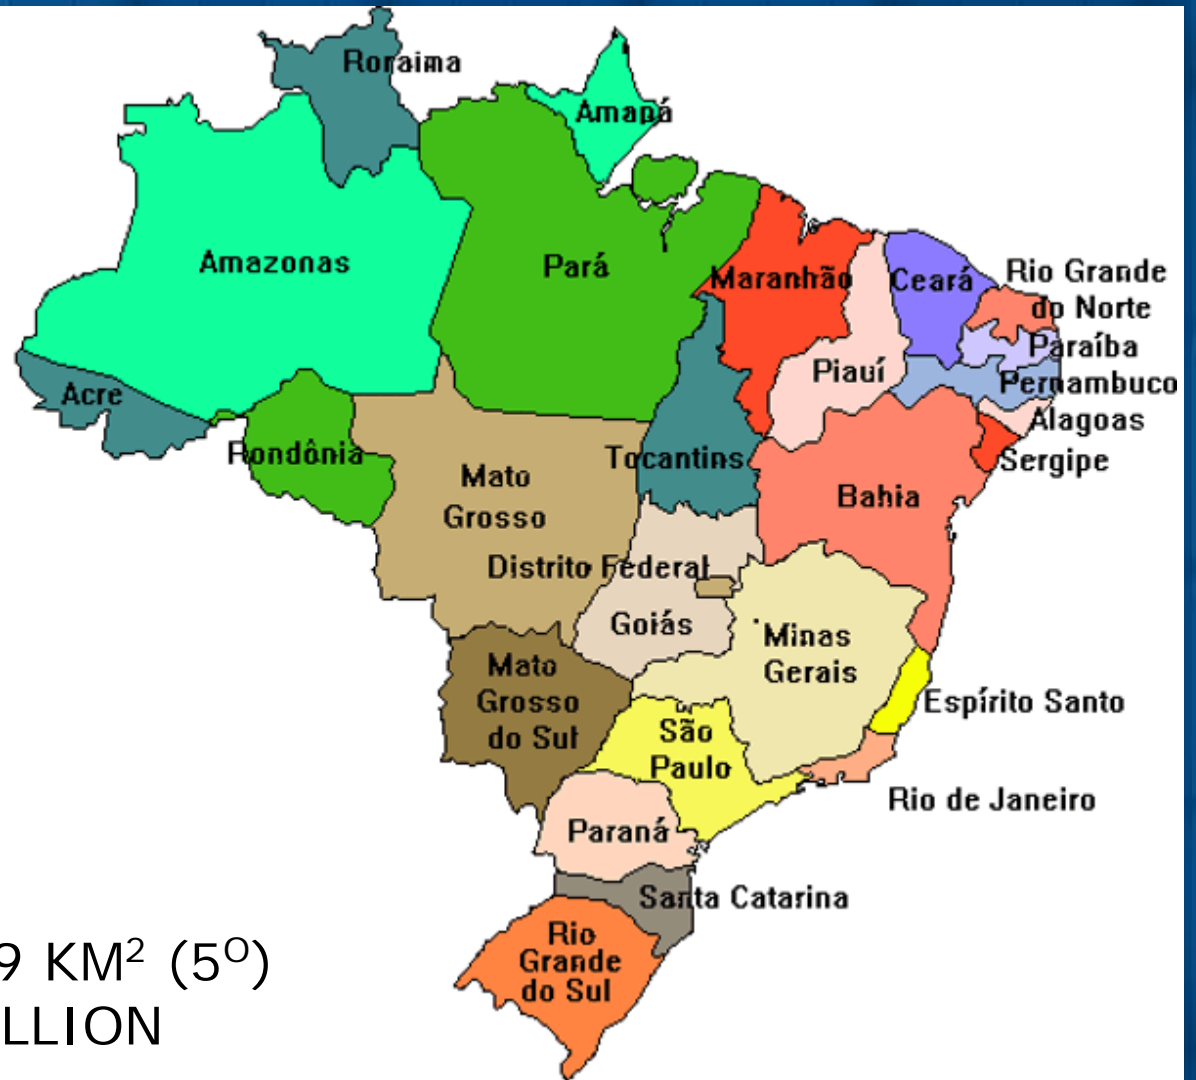 Roraima
Amapá
Amazonas
Pará
Maranhão
Ceará
Rio Grande
do Norte
Paraíba
Piauí
Pernambuco
Acre
Alagoas
Rondônia
Tocantins
Sergipe
Mato
Grosso
Bahia
Distrito Federal
Goiás
Minas
Gerais
Mato
Grosso
do Sul
Espírito Santo
São
Paulo
Rio de Janeiro
Paraná
Santa Catarina
Rio
Grande
do Sul
9 KM² (5º)
LLION